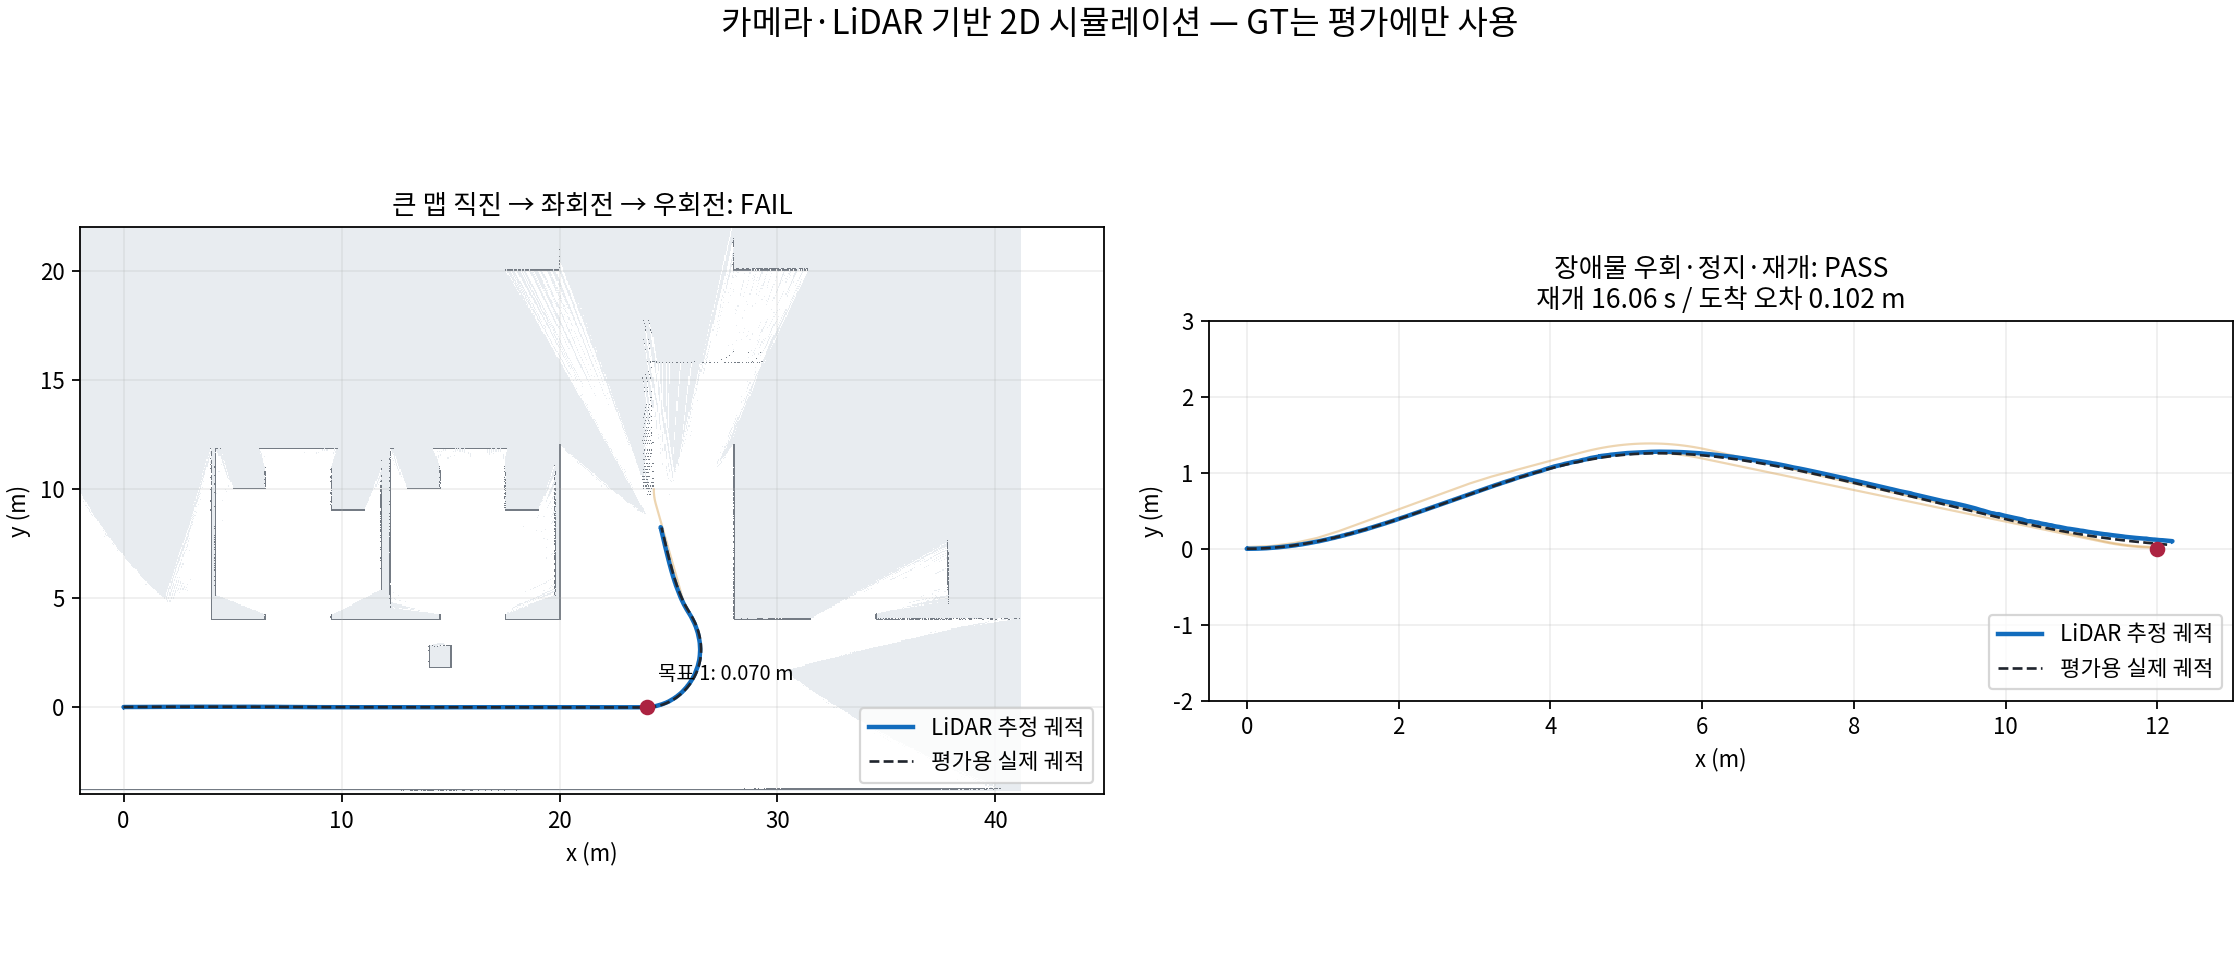 카메라·LiDAR 기반 2D 시뮬레이션 — GT는 평가에만 사용
큰 맵 직진 → 좌회전 → 우회전: FAIL
20
15
10
5
0
y (m)
목표 1: 0.070 m
LiDAR 추정 궤적
평가용 실제 궤적
0
10
20
30
40
x (m)
장애물 우회·정지·재개: PASS
재개 16.06 s / 도착 오차 0.102 m
3
2
1
0
-1
-2
y (m)
LiDAR 추정 궤적
평가용 실제 궤적
0
2
4
6
8
10
12
x (m)